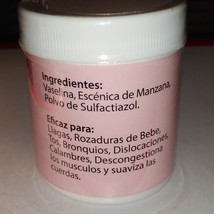 Ingredientes:
Vaselina, Escénica de Manzana,
Polvo de Sulfactiazol.
Eficaz para:
Llagas, Rozaduras de Bebe,
Tos, Bronquios, Dislocaciones,
Calambres, Descongestiona
los musculos y suaviza las
cuerdas.